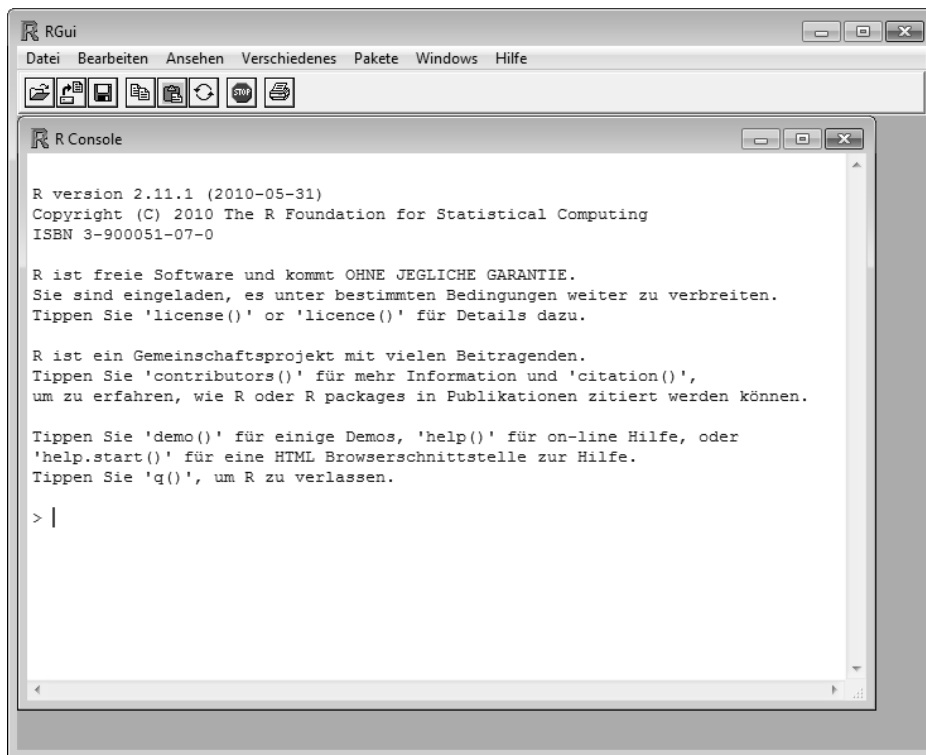 RGui
Datei Bearbeiten Ansehen Verschiedenes Pakete Windows Hilfe
STOP
R Console
R version 2.11.1 (2010-05-31)
Copyright (C) 2010 The R Foundation for Statistical Computing
ISBN 3-900051-07-0
R ist freie Software und kommt OHNE JEGLICHE GARANTIE.
Sie sind eingeladen, es unter bestimmten Bedingungen weiter zu verbreiten.
Tippen Sie 'license()' or 'licence()' für Details dazu.
R ist ein Gemeinschaftsprojekt mit vielen Beitragenden.
Tippen Sie 'contributors()' für mehr Information und 'citation()',
um zu erfahren, wie R oder R packages in Publikationen zitiert werden können.
Tippen Sie 'demo()' für einige Demos, 'help()' für on-line Hilfe, oder
'help.start()' für eine HTML Browserschnittstelle zur Hilfe.
Tippen Sie 'q()', um R zu verlassen.
>